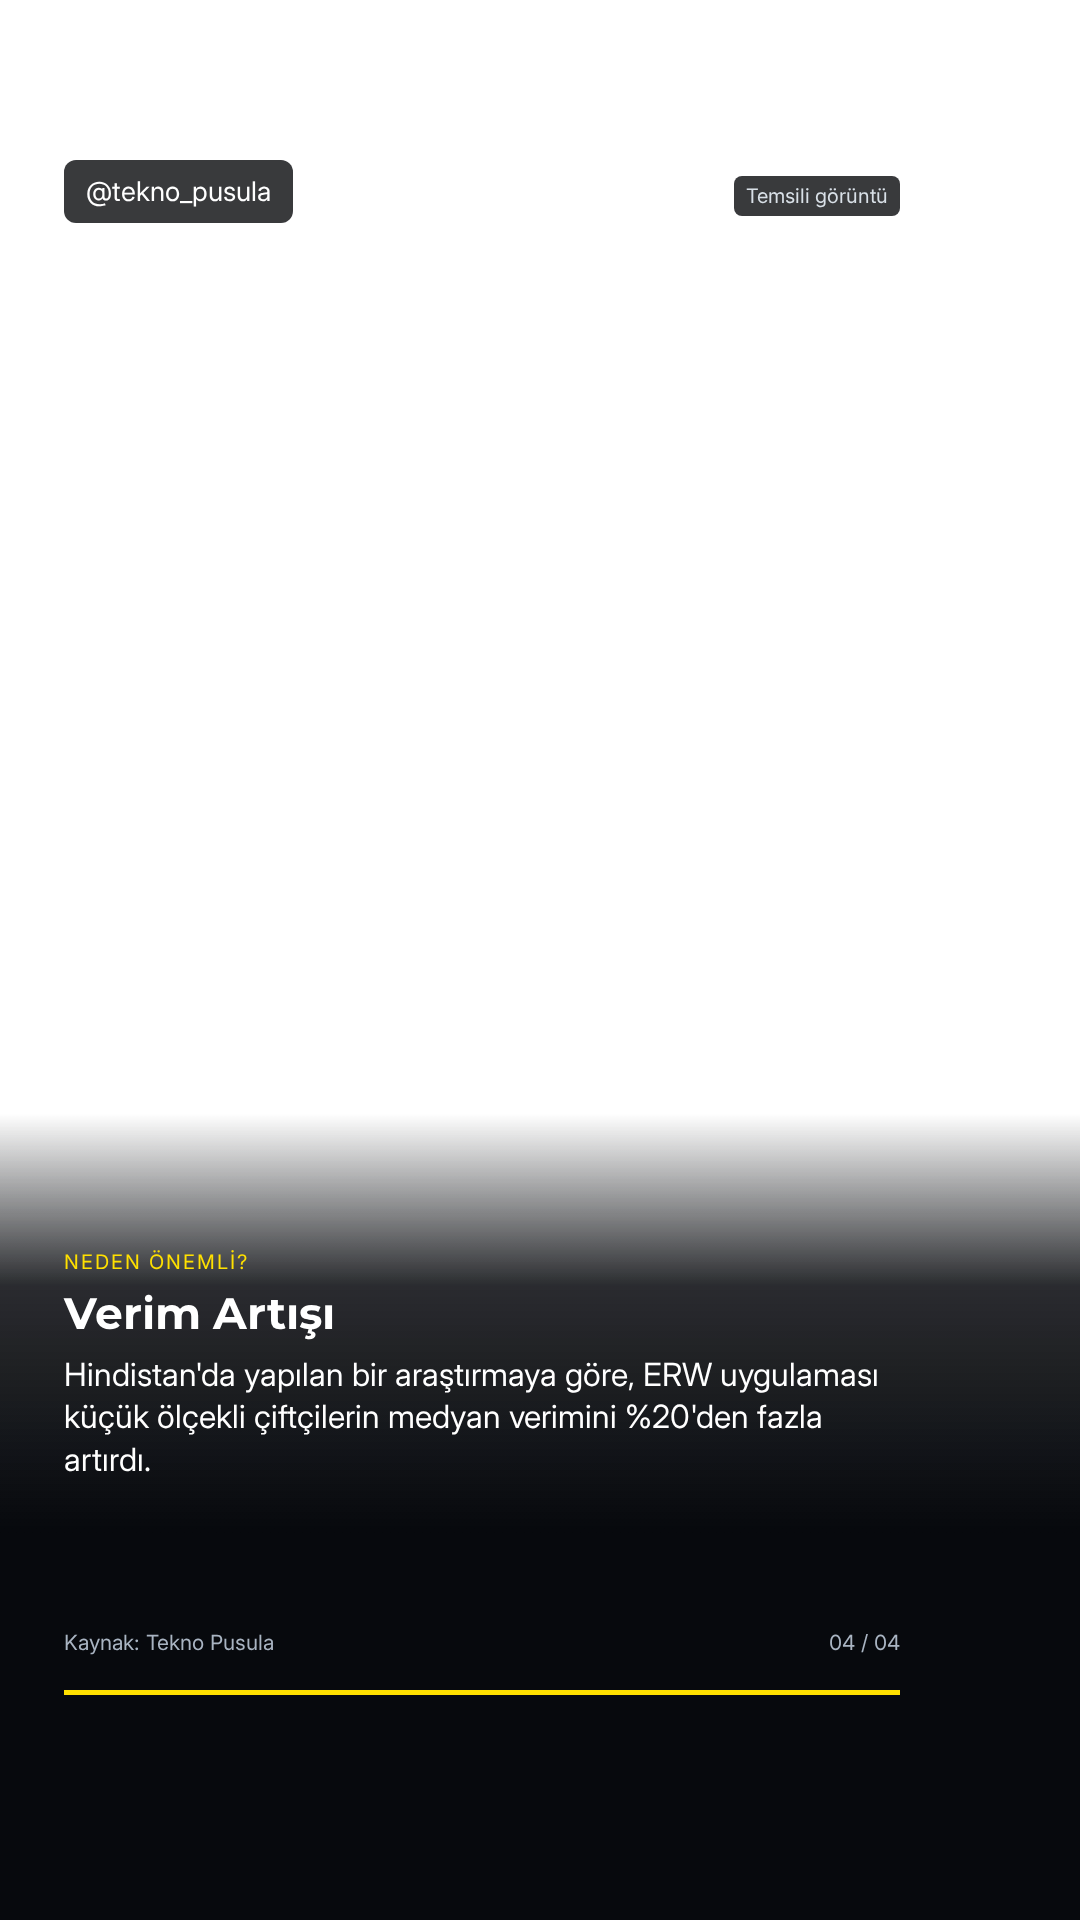 @tekno_pusula
Temsili görüntü
NEDEN ÖNEMLİ?
Verim Artışı
Hindistan'da yapılan bir araştırmaya göre, ERW uygulaması
küçük ölçekli çiftçilerin medyan verimini %20'den fazla
artırdı.
Kaynak: Tekno Pusula
04 / 04